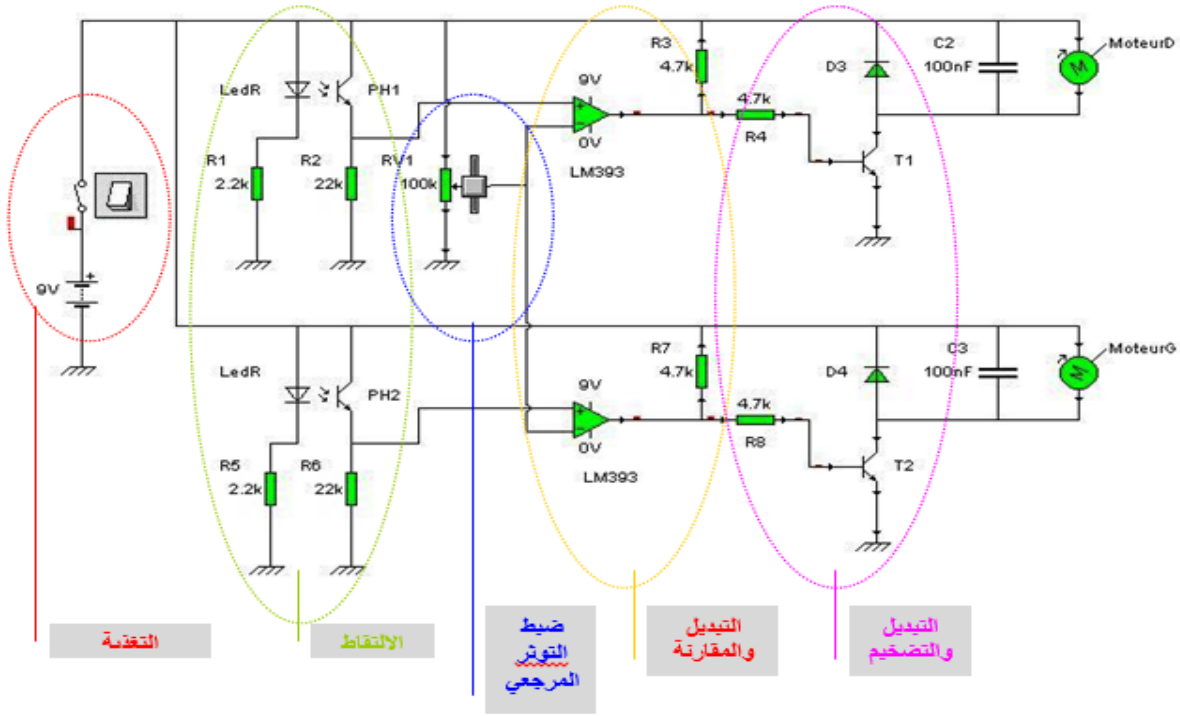 R3
4.7k
D3
C2
100nF
MoteurD
LedR
PH1
9V
4.7k
R4
0V
LM393
T1
R1
2.2k
R2
22k
RV1
100k
9V
R7
4.7k
D4
C3
100nF
MoteurG
LedR
PH2
9V
4.7k
R8
0V
LM393
T2
R5
2.2k
R6
22k
التغذية
الالتقاط
ضبط
التوثر
المرجعي
التبديل
والمقارنة
التبديل
والتضخيم